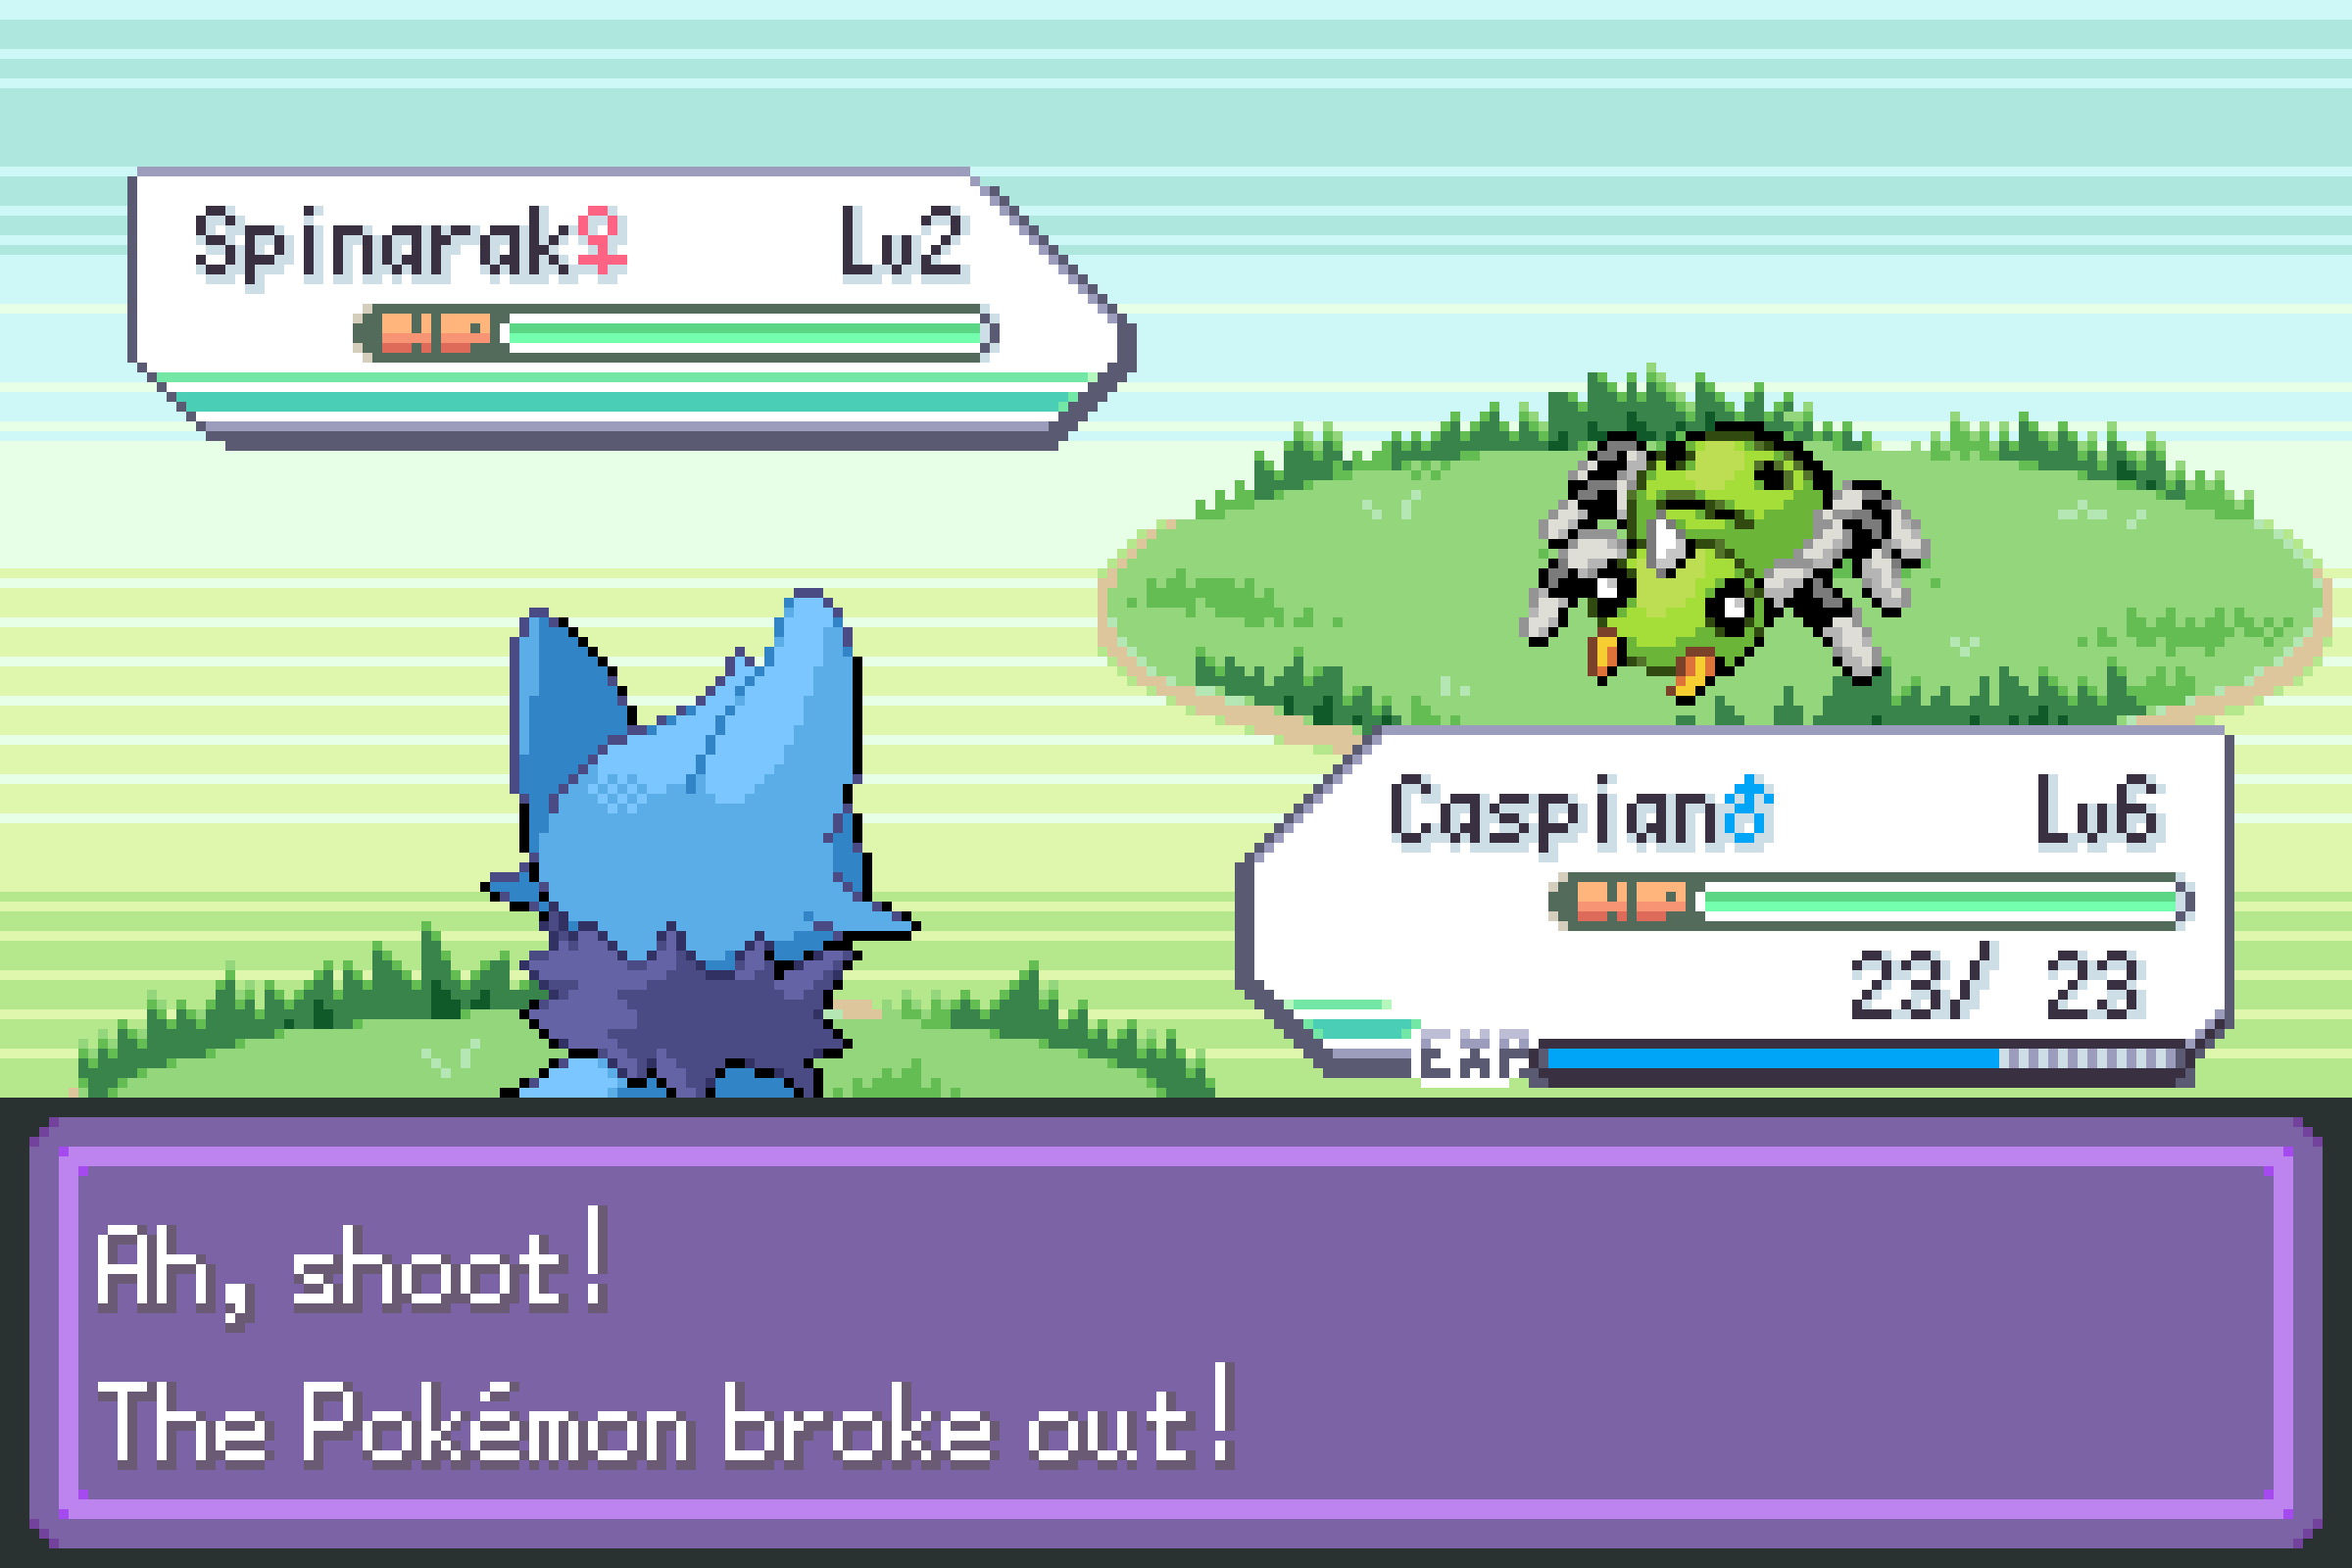 Spinarak♀ Lv2
HP
Caspian♂ Lv6
HP
23/ 23
EXP
Ah, shoot!
The Pokémon broke out!